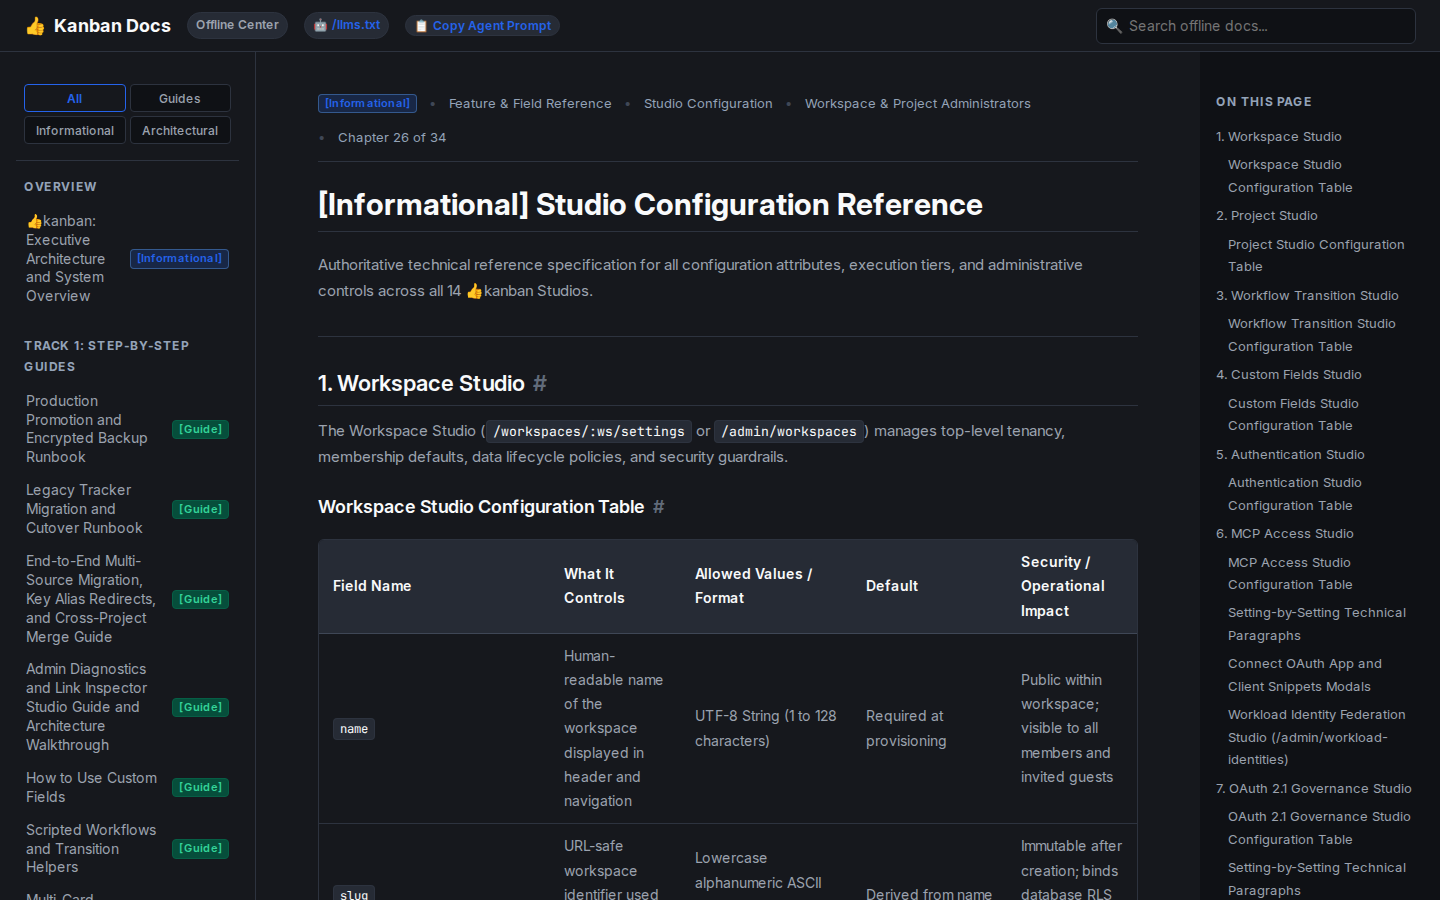 👍 Kanban Docs
Offline Center
🤖 /llms.txt
📋 Copy Agent Prompt
🔍 Search offline docs...
All
Guides
Informational
Architectural
OVERVIEW
👍kanban:
Executive
Architecture
and System
Overview
[Informational]
TRACK 1: STEP-BY-STEP
GUIDES
Production
Promotion and
Encrypted Backup
Runbook
[Guide]
Legacy Tracker
Migration and
Cutover Runbook
[Guide]
End-to-End Multi-
Source Migration,
Key Alias Redirects,
and Cross-Project
Merge Guide
[Guide]
Admin Diagnostics
and Link Inspector
Studio Guide and
Architecture
Walkthrough
[Guide]
How to Use Custom
Fields
[Guide]
Scripted Workflows
and Transition
Helpers
[Guide]
Multi-Card
[Informational] • Feature & Field Reference • Studio Configuration • Workspace & Project Administrators
• Chapter 26 of 34
[Informational] Studio Configuration Reference
Authoritative technical reference specification for all configuration attributes, execution tiers, and administrative
controls across all 14 👍kanban Studios.
1. Workspace Studio #
The Workspace Studio ( /workspaces/:ws/settings or /admin/workspaces ) manages top-level tenancy,
membership defaults, data lifecycle policies, and security guardrails.
Workspace Studio Configuration Table #
Field Name
What It
Controls
Allowed Values /
Format
Default
Security /
Operational
Impact
name
Human-
readable name
of the
workspace
displayed in
header and
navigation
UTF-8 String (1 to 128
characters)
Required at
provisioning
Public within
workspace;
visible to all
members and
invited guests
slug
URL-safe
workspace
identifier used
Lowercase
alphanumeric ASCII
Derived from name
Immutable after
creation; binds
database RLS
ON THIS PAGE
1. Workspace Studio
Workspace Studio
Configuration Table
2. Project Studio
Project Studio Configuration
Table
3. Workflow Transition Studio
Workflow Transition Studio
Configuration Table
4. Custom Fields Studio
Custom Fields Studio
Configuration Table
5. Authentication Studio
Authentication Studio
Configuration Table
6. MCP Access Studio
MCP Access Studio
Configuration Table
Setting-by-Setting Technical
Paragraphs
Connect OAuth App and
Client Snippets Modals
Workload Identity Federation
Studio (/admin/workload-
identities)
7. OAuth 2.1 Governance Studio
OAuth 2.1 Governance Studio
Configuration Table
Setting-by-Setting Technical
Paragraphs